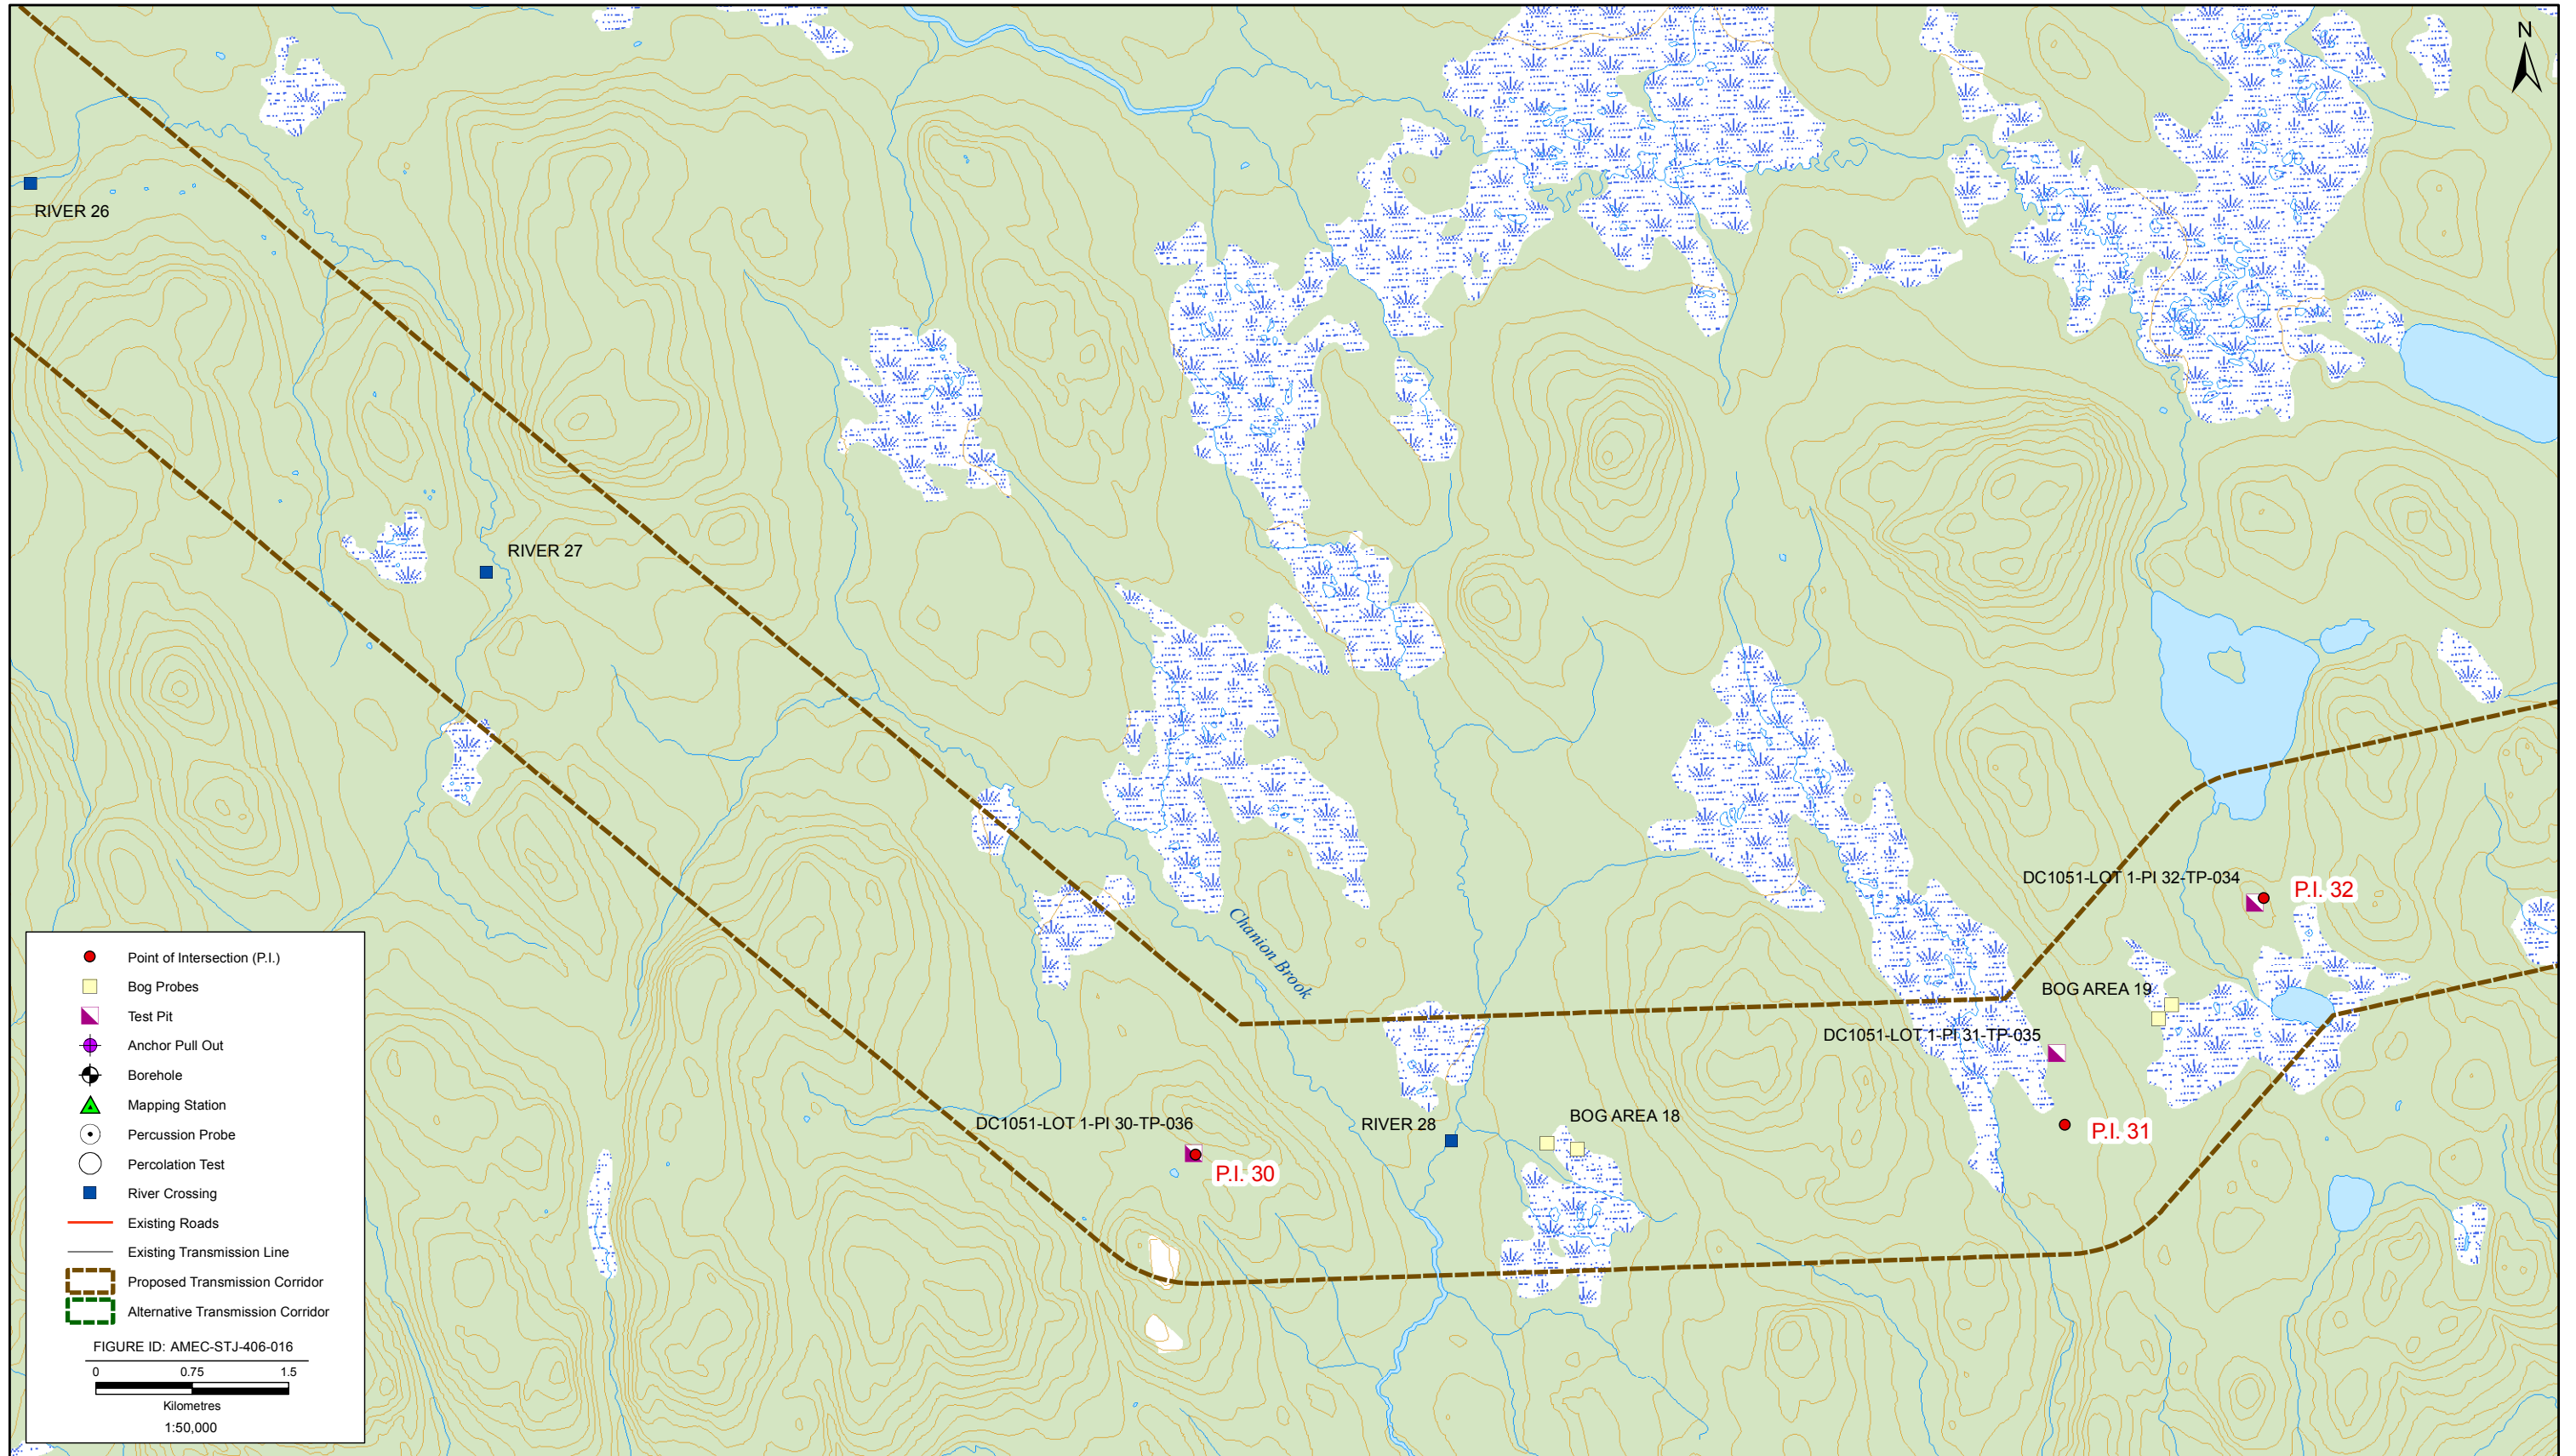 N
RIVER 26
RIVER 27
Chanion Brook
DC1051-LOT 1-PI 32-TP-034
P.I. 32
BOG AREA 19
DC1051-LOT 1-PI 31-TP-035
P.I. 31
DC1051-LOT 1-PI 30-TP-036
P.I. 30
RIVER 28
BOG AREA 18
Point of Intersection (P.I.)
Bog Probes
Test Pit
Anchor Pull Out
Borehole
Mapping Station
Percussion Probe
Percolation Test
River Crossing
Existing Roads
Existing Transmission Line
Proposed Transmission Corridor
Alternative Transmission Corridor
FIGURE ID: AMEC-STJ-406-016
0 0.75 1.5
Kilometres
1:50,000